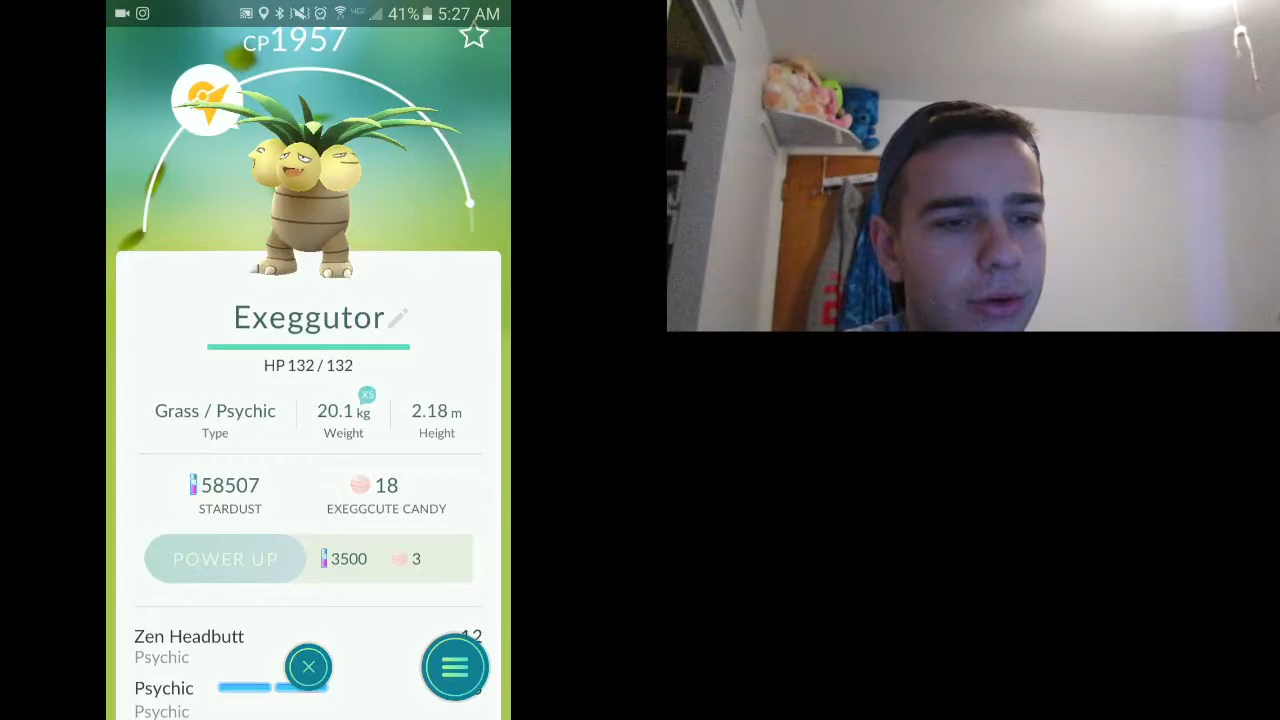 41% 5:27 AM
CP1957
Exeggutor
HP 132 / 132
XS
Grass / Psychic 20.1 kg 2.18 m
Type Weight Height
58507 18
STARDUST EXEGGCUTE CANDY
POWER UP 3500 3
Zen Headbutt 12
Psychic
Psychic
Psychic